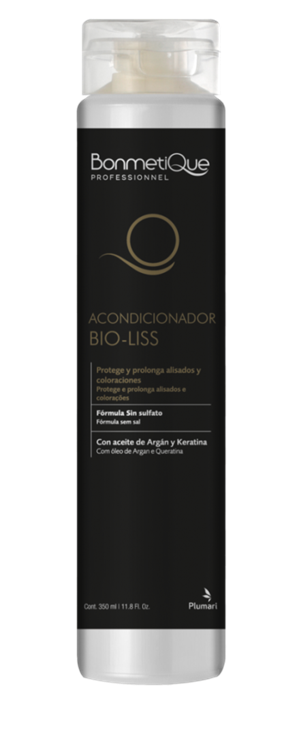 BonmetiQue
PROFESSIONNEL
ACONDICIONADOR
BIO-LISS
Protege y prolonga alisados y
coloraciones
Protege e prolonga alisados e
colorações
Fórmula Sin sulfato
Fórmula sem sal
Con aceite de Argán y Keratina
Com óleo de Argan e Queratina
Cont. 350 ml | 11.8 Fl. Oz.
Plumari